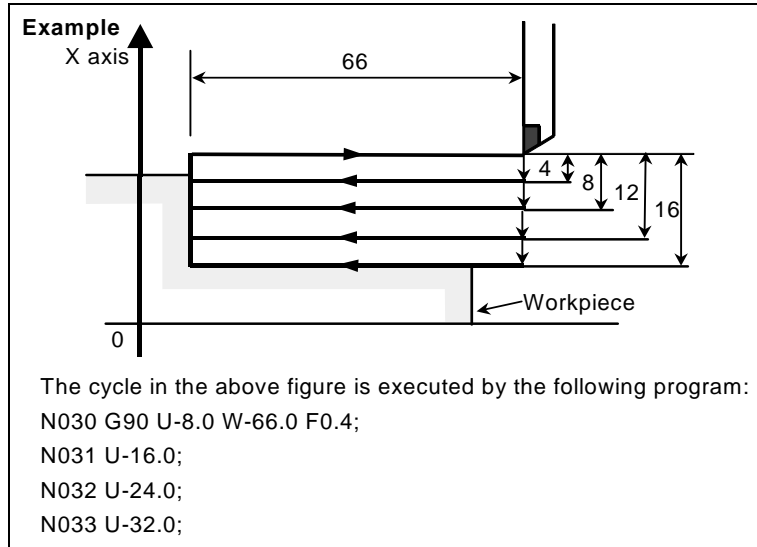 Example
X axis
66
4
8
12
16
Workpiece
0
The cycle in the above figure is executed by the following program:
N030 G90 U-8.0 W-66.0 F0.4;
N031 U-16.0;
N032 U-24.0;
N033 U-32.0;